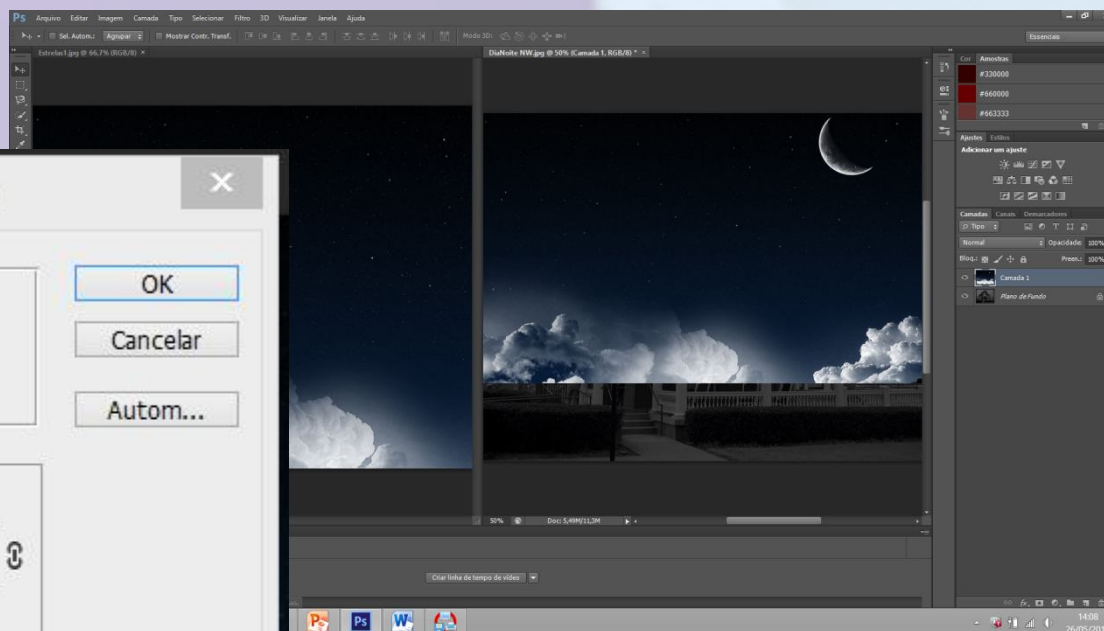 Ps Arquivo Editar Imagem Camada Tipo Selecionar Filtro 3D Visualizar Janela Ajuda
Sel. Autom.: Agrupar Mostrar Contr. Transf. Modo 3D: Essenciais
Estrelas1.jpg @ 66,7% (RGB/8) ×
DiaNoite NW.jpg @ 50% (Camada 1, RGB/8) * ×
Cor Amostras
#330000
#660000
#663333
Ajustes Estilos
Adicionar um ajuste
Camadas Canais Demarcadores
Tipo
Normal Opacidade: 100%
Bloq.: Preen.: 100%
Camada 1
Plano de Fundo
OK
Cancelar
Autom...
50% Doc: 5,49M/11,3M
Criar linha de tempo de vídeo
Ps W
14:08